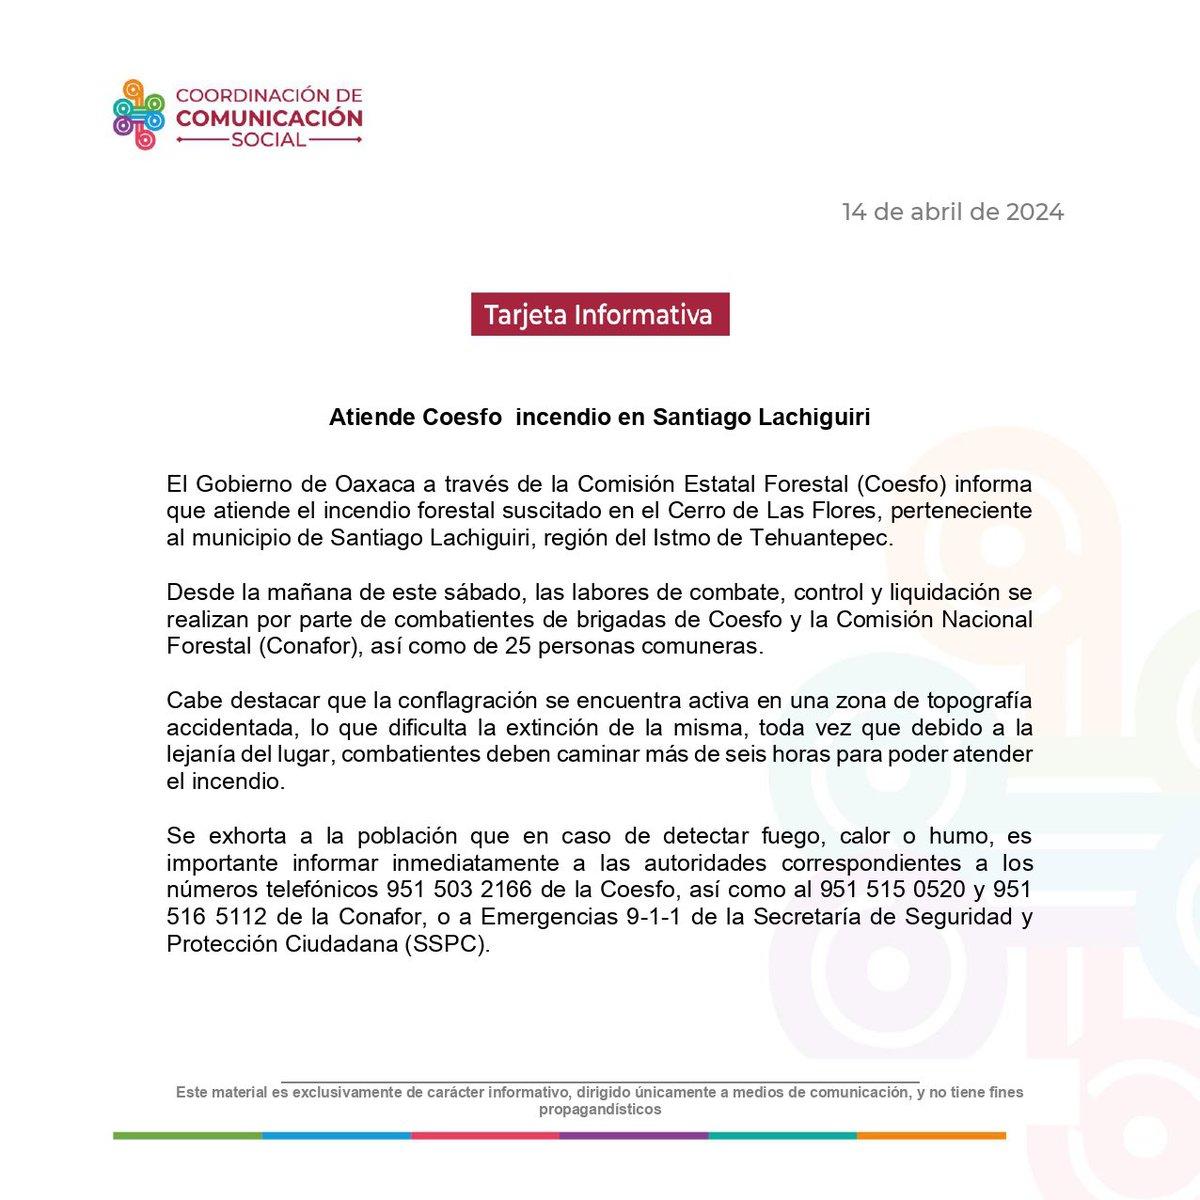 COORDINACIÓN DE
COMUNICACIÓN
SOCIAL
14 de abril de 2024
Tarjeta Informativa
Atiende Coesfo  incendio en Santiago Lachiguiri
El Gobierno de Oaxaca a través de la Comisión Estatal Forestal (Coesfo) informa
que atiende el incendio forestal suscitado en el Cerro de Las Flores, perteneciente
al municipio de Santiago Lachiguiri, región del Istmo de Tehuantepec.
Desde la mañana de este sábado, las labores de combate, control y liquidación se
realizan por parte de combatientes de brigadas de Coesfo y la Comisión Nacional
Forestal (Conafor), así como de 25 personas comuneras.
Cabe destacar que la conflagración se encuentra activa en una zona de topografía
accidentada, lo que dificulta la extinción de la misma, toda vez que debido a la
lejanía del lugar, combatientes deben caminar más de seis horas para poder atender
el incendio.
Se exhorta a la población que en caso de detectar fuego, calor o humo, es
importante informar inmediatamente a las autoridades correspondientes a los
números telefónicos 951 503 2166 de la Coesfo, así como al 951 515 0520 y 951
516 5112 de la Conafor, o a Emergencias 9-1-1 de la Secretaría de Seguridad y
Protección Ciudadana (SSPC).
Este material es exclusivamente de carácter informativo, dirigido únicamente a medios de comunicación, y no tiene fines
propagandísticos